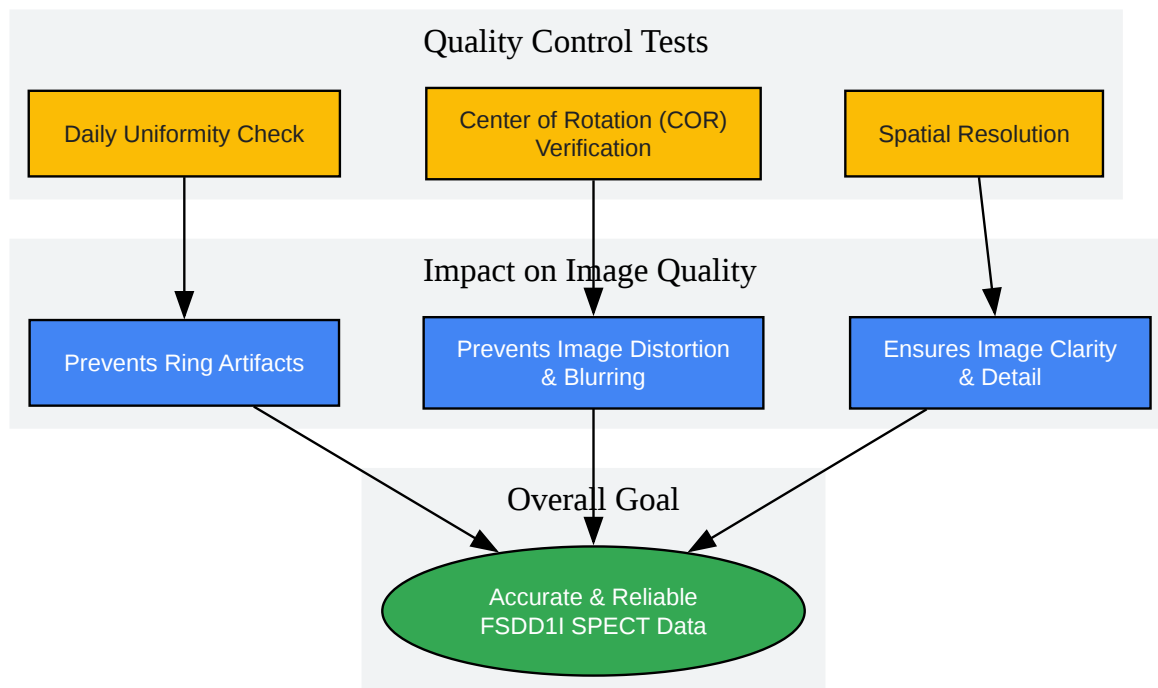 Quality Control Tests
Daily Uniformity Check
Center of Rotation (COR)
Verification
Spatial Resolution
Impact on Image Quality
Prevents Ring Artifacts
Prevents Image Distortion
& Blurring
Ensures Image Clarity
& Detail
Overall Goal
Accurate & Reliable
FSDD1I SPECT Data